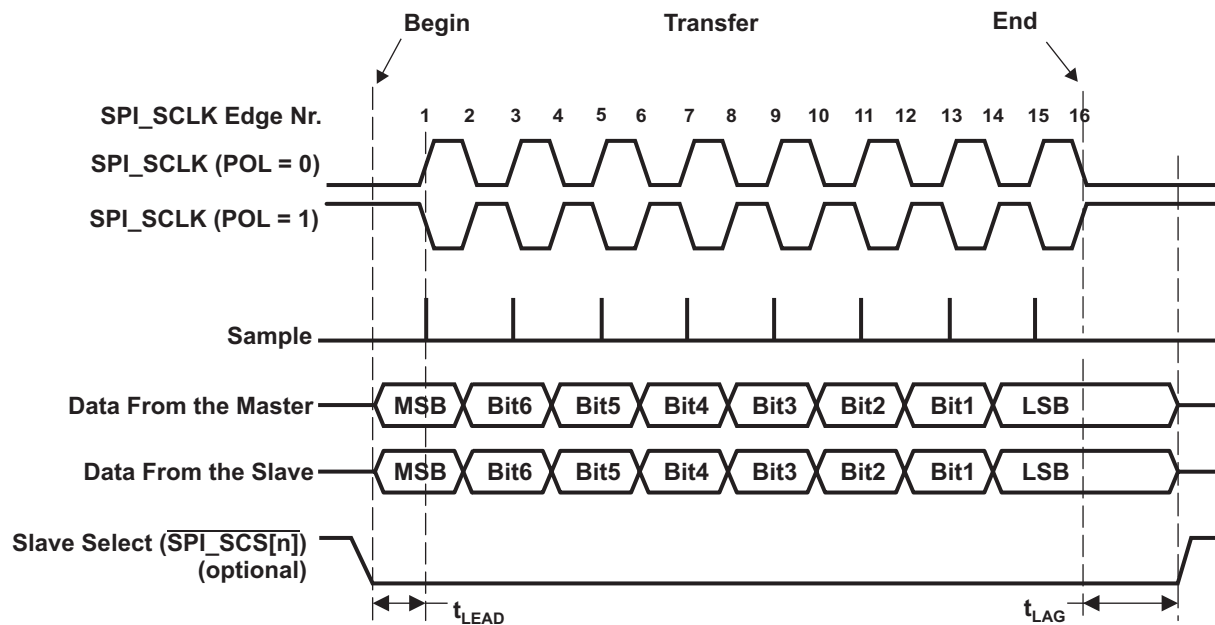 Begin Transfer End
SPI_SCLK Edge Nr. 1 2 3 4 5 6 7 8 9 10 11 12 13 14 15 16
SPI_SCLK (POL = 0)
SPI_SCLK (POL = 1)
Sample
Data From the Master MSB Bit6 Bit5 Bit4 Bit3 Bit2 Bit1 LSB
Data From the Slave MSB Bit6 Bit5 Bit4 Bit3 Bit2 Bit1 LSB
Slave Select (SPI_SCS[n])
(optional)
tLEAD tLAG